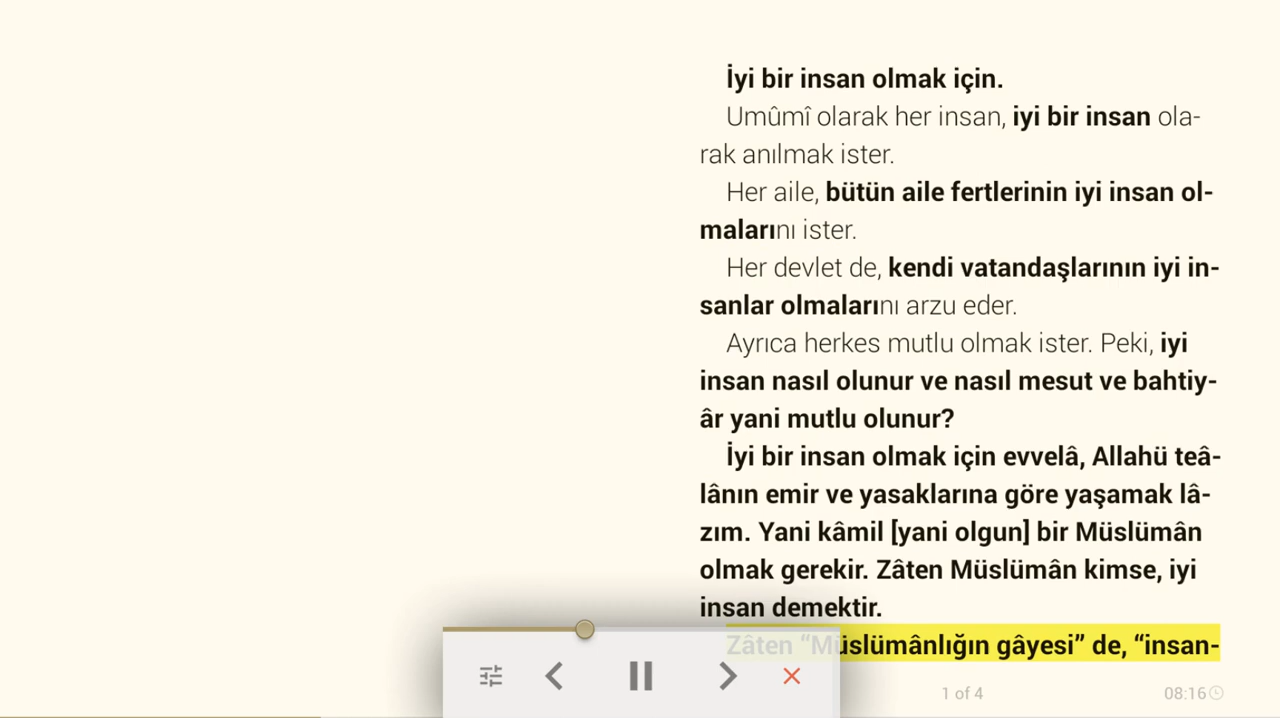 İyi bir insan olmak için.
Umûmî olarak her insan, iyi bir insan ola-
rak anılmak ister.
Her aile, bütün aile fertlerinin iyi insan ol-
malarını ister.
Her devlet de, kendi vatandaşlarının iyi in-
sanlar olmalarını arzu eder.
Ayrıca herkes mutlu olmak ister. Peki, iyi
insan nasıl olunur ve nasıl mesut ve bahtiy-
âr yani mutlu olunur?
İyi bir insan olmak için evvelâ, Allahü teâ-
lânın emir ve yasaklarına göre yaşamak lâ-
zım. Yani kâmil [yani olgun] bir Müslümân
olmak gerekir. Zâten Müslümân kimse, iyi
insan demektir.
Zâten “Müslümânlığın gâyesi” de, “insan-
1 of 4
08:16